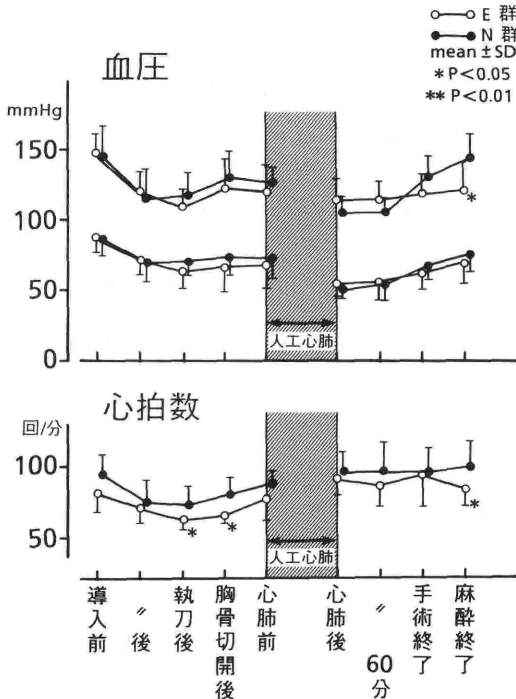 E 群
N 群
mean ± SD
* P<0.05
** P<0.01
血圧
mmHg
150
100
50
0
*
人工心肺
心拍数
回/分
100
50
*
*
*
人工心肺
導入前
〃後
執刀後
胸骨切開後
心肺前
心肺後
〃60分
手術終了
麻酔終了